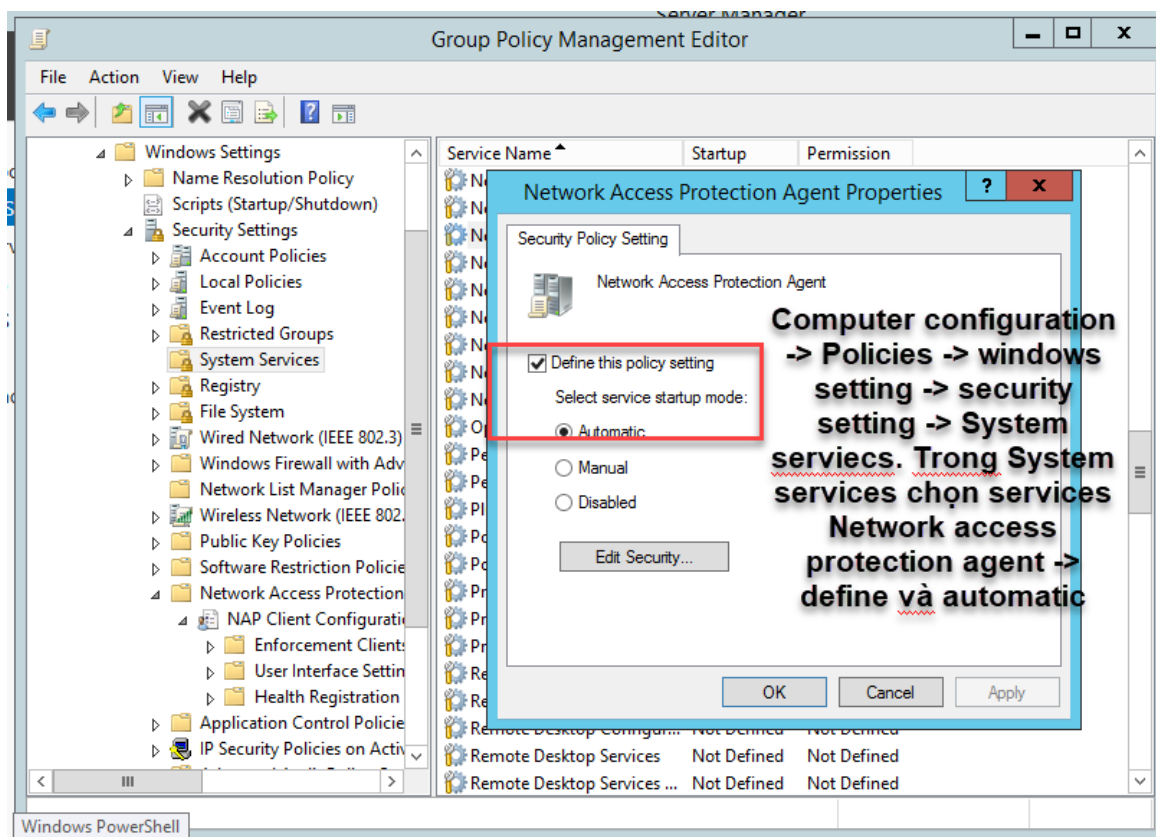 Server Manager
Group Policy Management Editor
File Action View Help
Windows Settings
Name Resolution Policy
Scripts (Startup/Shutdown)
Security Settings
Account Policies
Local Policies
Event Log
Restricted Groups
System Services
Registry
File System
Wired Network (IEEE 802.3)
Windows Firewall with Adv
Network List Manager Polic
Wireless Network (IEEE 802.
Public Key Policies
Software Restriction Policie
Network Access Protection
NAP Client Configurati
Enforcement Clients
User Interface Settin
Health Registration
Application Control Policie
IP Security Policies on Activ
Service Name Startup Permission
Network Access Protection Agent Properties
Security Policy Setting
Network Access Protection Agent
Define this policy setting
Select service startup mode:
Automatic
Manual
Disabled
Edit Security...
OK Cancel Apply
Computer configuration
-> Policies -> windows
setting -> security
setting -> System
serviecs. Trong System
services chọn services
Network access
protection agent ->
define và automatic
Remote Desktop Configur... Not Defined Not Defined
Remote Desktop Services Not Defined Not Defined
Remote Desktop Services ... Not Defined Not Defined
Windows PowerShell